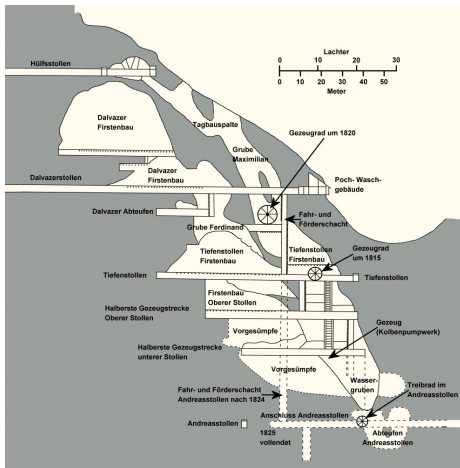 Lachter
0 10 20 30
0 10 20 30 40 50
Meter
Hülfsstollen
Tagbauspalte
Gezeugrad um 1820
Dalvazer
Firstenbau
Grube
Maximilian
Dalvazer
Firstenbau
Poch- Wasch-
gebäude
Dalvazerstollen
Dalvazer Abteufen
Fahr- und
Förderschacht
Grube Ferdinand
Tiefenstollen
Firstenbau
Tiefenstollen
Firstenbau
Gezeugrad
um 1815
Tiefenstollen
Tiefenstollen
Firstenbau
Oberer Stollen
Halberste Gezeugstrecke
Oberer Stollen
Gezeug
(Kolbenpumpwerk)
Vorgesümpfe
Halberste Gezeugstrecke
unterer Stollen
Vorgesümpfe
Wasser-
gruben
Treibrad im
Andreasstollen
Fahr- und Förderschacht
Andreasstollen nach 1824
Anschluss Andreasstollen
Andreasstollen
1825
vollendet
Abteufen
Andreasstollen